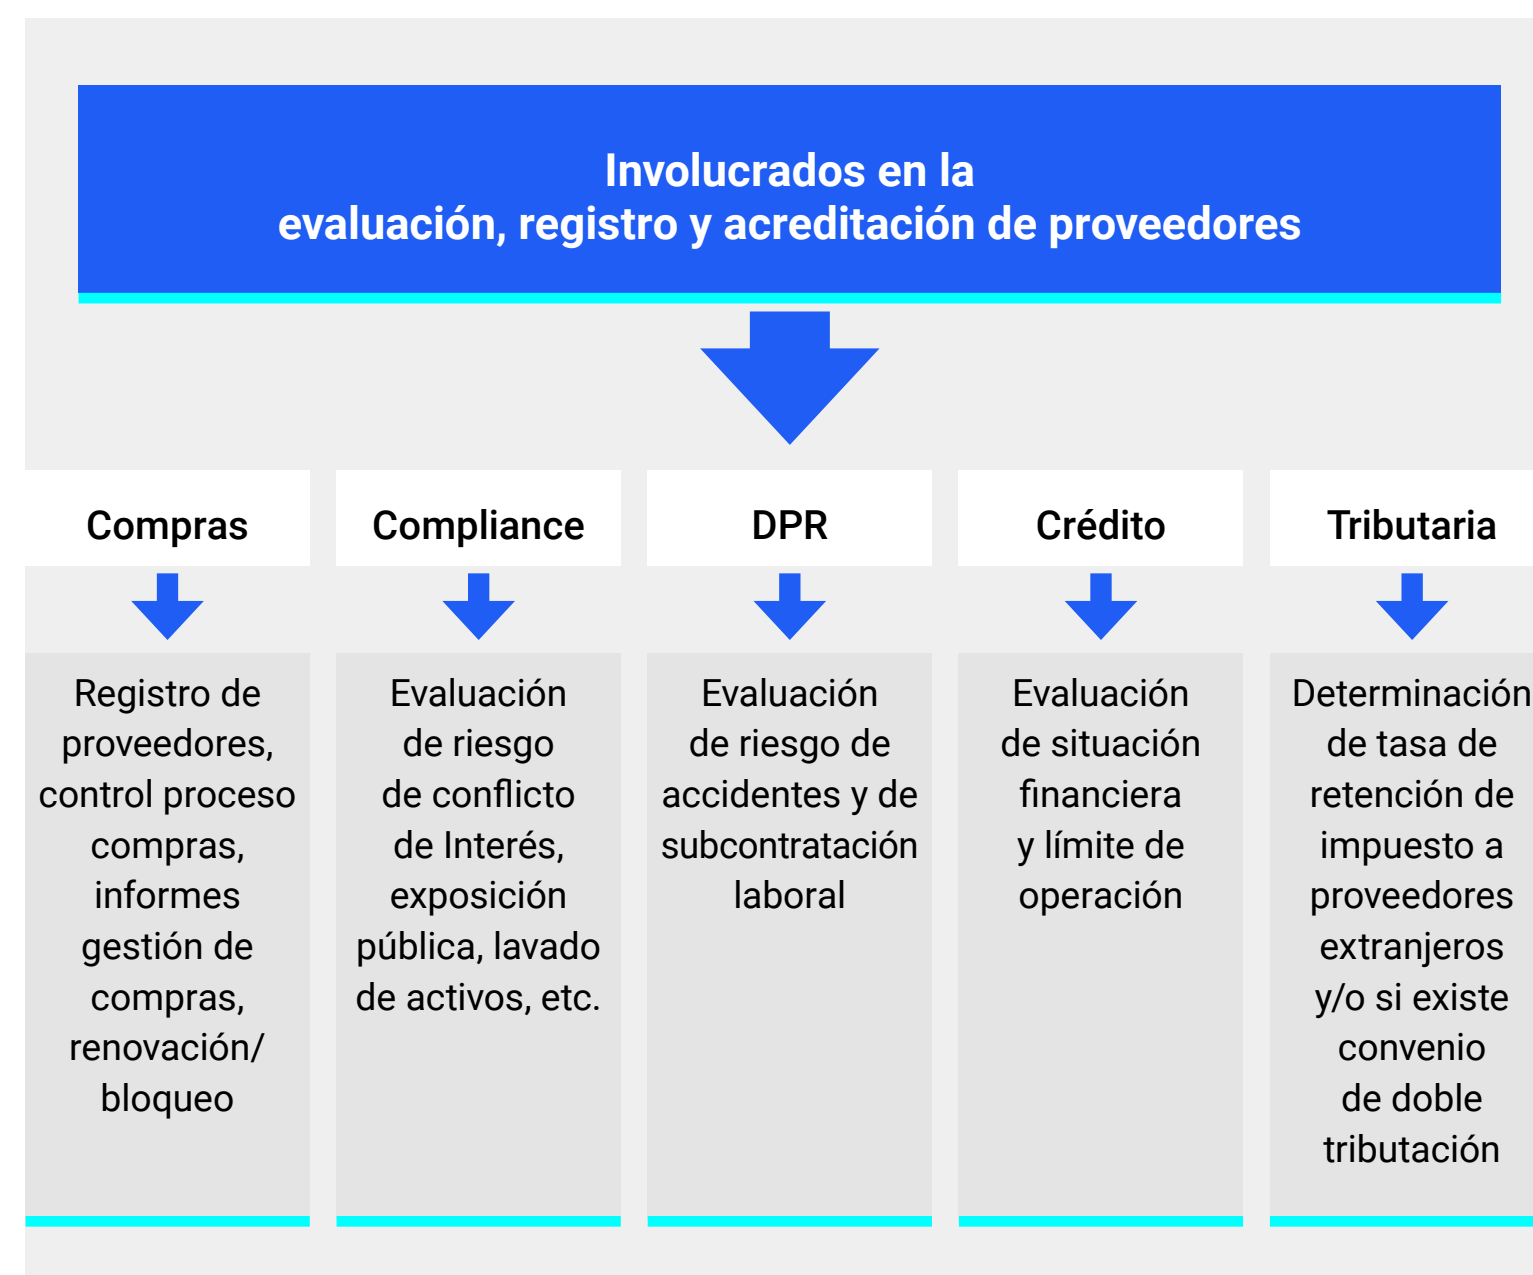 Involucrados en la
evaluación, registro y acreditación de proveedores
Compras
Registro de
proveedores,
control proceso
compras,
informes
gestión de
compras,
renovación/
bloqueo
Compliance
Evaluación
de riesgo
de conflicto
de Interés,
exposición
pública, lavado
de activos, etc.
DPR
Evaluación
de riesgo de
accidentes y de
subcontratación
laboral
Crédito
Evaluación
de situación
financiera
y límite de
operación
Tributaria
Determinación
de tasa de
retención de
impuesto a
proveedores
extranjeros
y/o si existe
convenio
de doble
tributación